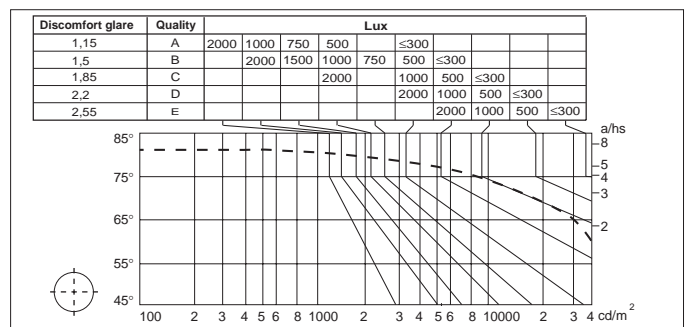 Discomfort glare Quality Lux
1,15 A 2000 1000 750 500 ≤300
1,5 B 2000 1500 1000 750 500 ≤300
1,85 C 2000 1000 500 ≤300
2,2 D 2000 1000 500 ≤300
2,55 E 2000 1000 500 ≤300
85° a/hs
8
75° 5
4
3
65° 2
55°
45°
100 2 3 4 5 6 8 1000 2 3 4 5 6 8 10000 2 3 4 cd/m²